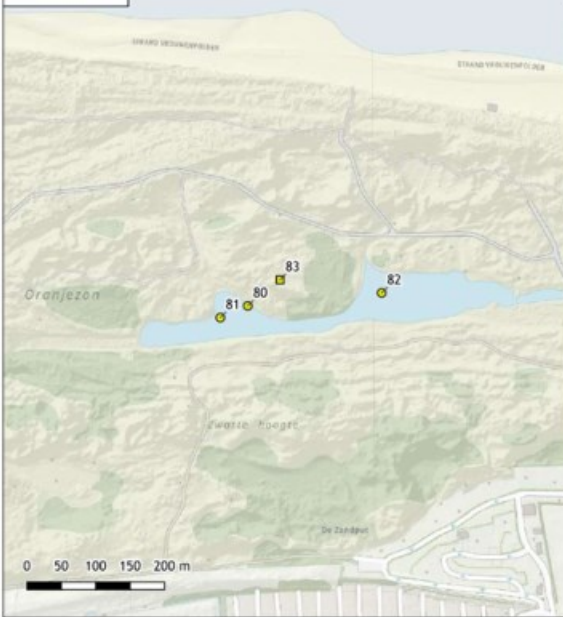 STRAND VROUWENPOLDER
STRAND VROUWENPOLDER
83
82
80
81
Oranjezon
Zwarte Hoogte
De Zandput
0 50 100 150 200 m